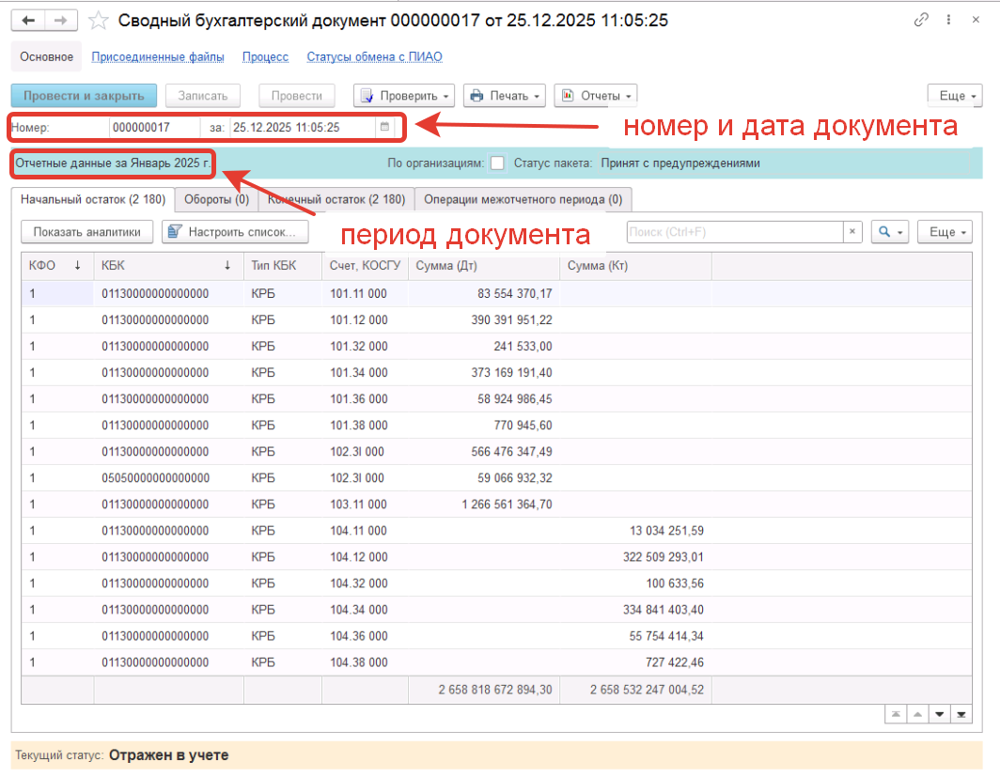 Сводный бухгалтерский документ 000000017 от 25.12.2025 11:05:25
Основное Присоединенные файлы Процесс Статусы обмена с ПИАО
Провести и закрыть Записать Провести Проверить Печать Отчеты Еще
Номер: 000000017 за: 25.12.2025 11:05:25
номер и дата документа
Отчетные данные за Январь 2025 г. По организациям: Статус пакета: Принят с предупреждениями
Начальный остаток (2 180) Обороты (0) Конечный остаток (2 180) Операции межотчетного периода (0)
период документа
Показать аналитики Настроить список... Поиск (Ctrl+F) × Еще
КФО ↓ КБК ↓ Тип КБК Счет, КОСГУ Сумма (Дт) Сумма (Кт)
1 01130000000000000 КРБ 101.11 000 83 554 370,17
1 01130000000000000 КРБ 101.12 000 390 391 951,22
1 01130000000000000 КРБ 101.32 000 241 533,00
1 01130000000000000 КРБ 101.34 000 373 169 191,40
1 01130000000000000 КРБ 101.36 000 58 924 986,45
1 01130000000000000 КРБ 101.38 000 770 945,60
1 01130000000000000 КРБ 102.3I 000 566 476 347,49
1 05050000000000000 КРБ 102.3I 000 59 066 932,32
1 01130000000000000 КРБ 103.11 000 1 266 561 364,70
1 01130000000000000 КРБ 104.11 000 13 034 251,59
1 01130000000000000 КРБ 104.12 000 322 509 293,01
1 01130000000000000 КРБ 104.32 000 100 633,56
1 01130000000000000 КРБ 104.34 000 334 841 403,40
1 01130000000000000 КРБ 104.36 000 55 754 414,34
1 01130000000000000 КРБ 104.38 000 727 422,46
2 658 818 672 894,30 2 658 532 247 004,52
Текущий статус: Отражен в учете